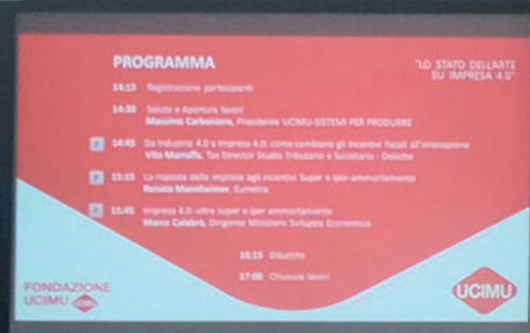 PROGRAMMA
"LO STATO DELL'ARTE
SU IMPRESA 4.0"
14:15 Registrazione partecipanti
14:30 Saluto e Apertura lavori
Massimo Carboniero, Presidente UCIMU-SISTEMI PER PRODURRE
14:45 Da Industria 4.0 a Impresa 4.0: come cambiano gli incentivi fiscali all'innovazione
Vito Marraffa, Tax Director Studio Tributario e Societario - Deloitte
15:15 La risposta delle imprese agli incentivi Super e Iper-ammortamento
Renato Mannheimer, Eumetra
15:45 Impresa 4.0: oltre super e iper ammortamento
Marco Calabrò, Dirigente Ministero Sviluppo Economico
16:15 Dibattito
17:00 Chiusura lavori
FONDAZIONE
UCIMU
UCIMU